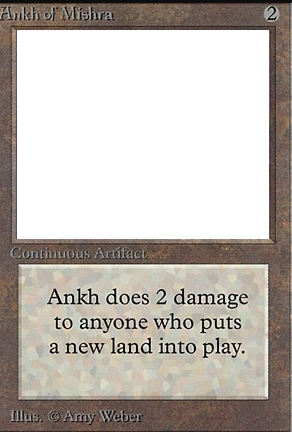 Ankh of Mishra 2
Continuous Artifact
Ankh does 2 damage
to anyone who puts
a new land into play.
Illus. © Amy Weber